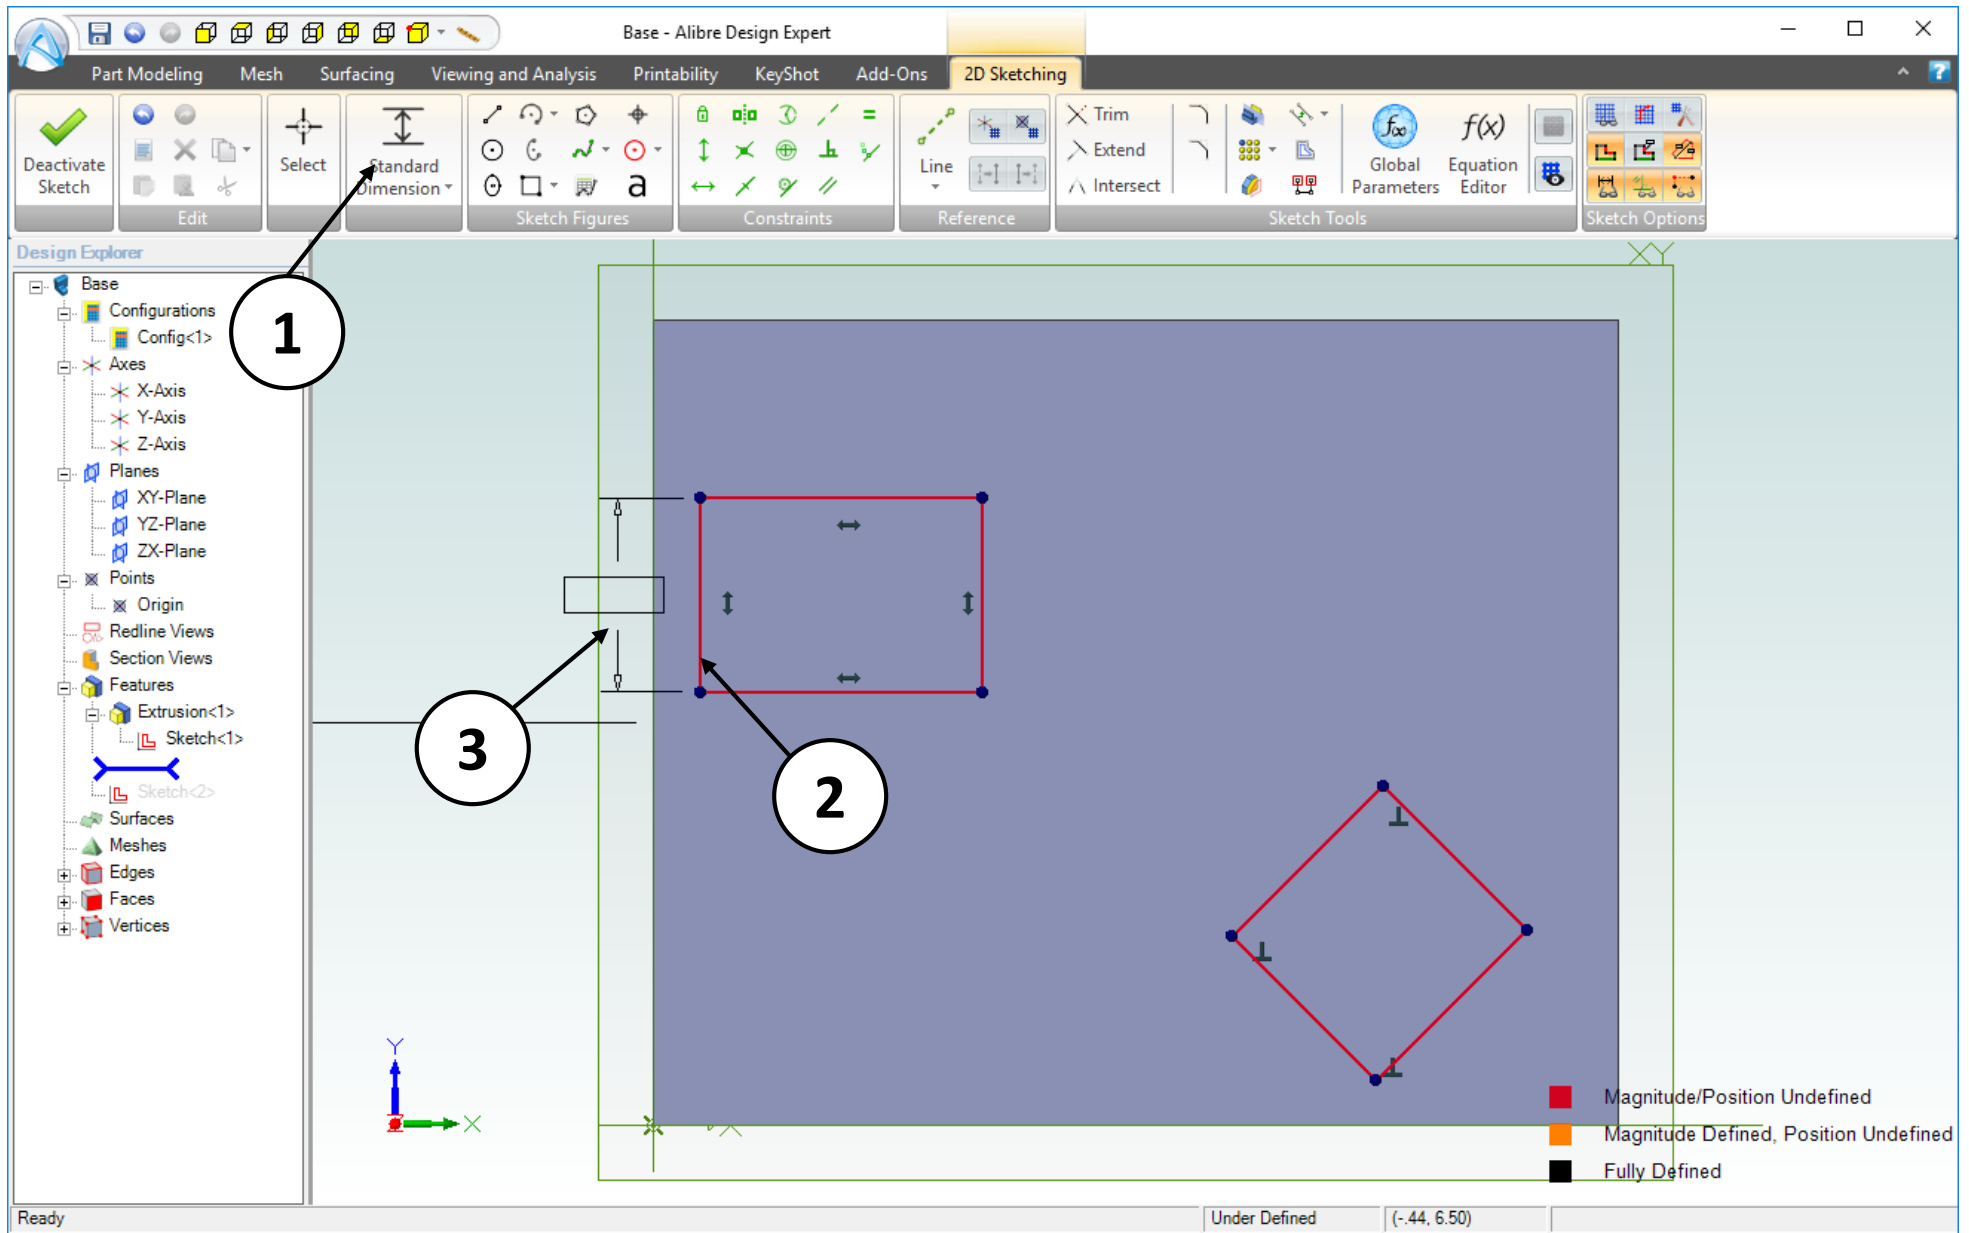 Base - Alibre Design Expert
Part Modeling Mesh Surfacing Viewing and Analysis Printability KeyShot Add-Ons 2D Sketching
Deactivate
Sketch
Select
Standard
Dimension
a
Line
Trim
Extend
Intersect
Global
Parameters
f(x)
Equation
Editor
Edit Sketch Figures Constraints Reference Sketch Tools Sketch Options
Design Explorer
Base
Configurations
Config<1>
Axes
X-Axis
Y-Axis
Z-Axis
Planes
XY-Plane
YZ-Plane
ZX-Plane
Points
Origin
Redline Views
Section Views
Features
Extrusion<1>
Sketch<1>
Sketch<2>
Surfaces
Meshes
Edges
Faces
Vertices
1
XY
3
2
Y
X
X
Magnitude/Position Undefined
Magnitude Defined, Position Undefined
Fully Defined
Ready Under Defined (-.44, 6.50)